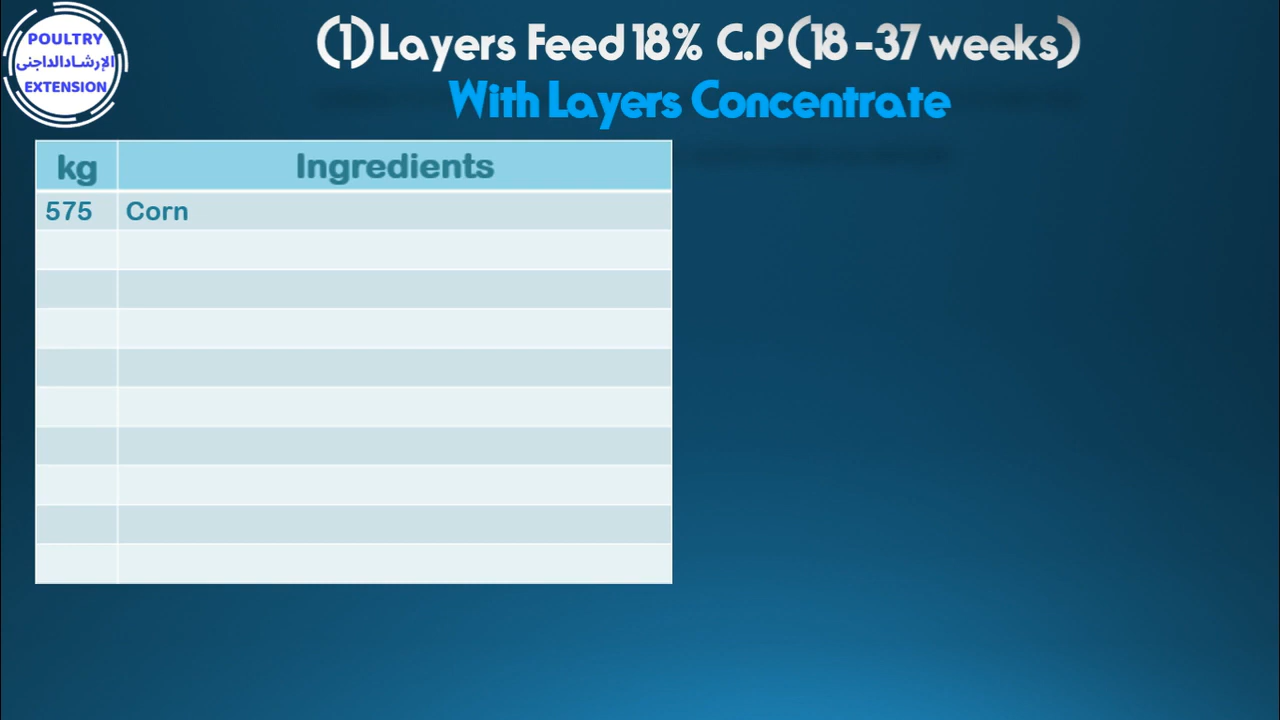 POULTRY
الإرشادالداجنى
EXTENSION
(1)Layers Feed 18% C.P(18 -37 weeks)
With Layers Concentrate
kg Ingredients
575 Corn